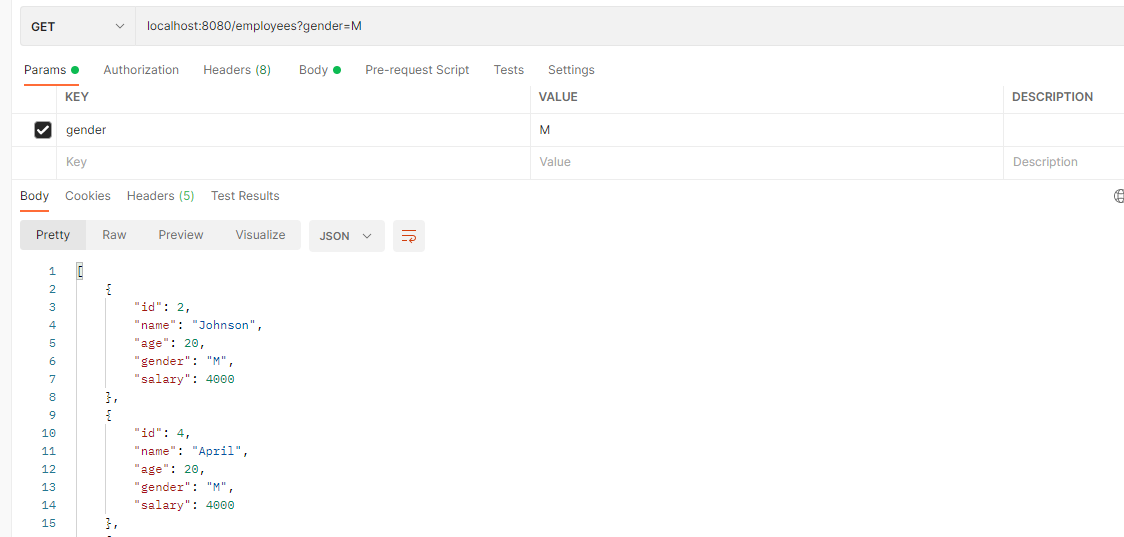 GET localhost:8080/employees?gender=M
Params Authorization Headers (8) Body Pre-request Script Tests Settings
KEY VALUE DESCRIPTION
gender M
Key Value Description
Body Cookies Headers (5) Test Results
Pretty Raw Preview Visualize JSON
1 [
2 {
3 "id": 2,
4 "name": "Johnson",
5 "age": 20,
6 "gender": "M",
7 "salary": 4000
8 },
9 {
10 "id": 4,
11 "name": "April",
12 "age": 20,
13 "gender": "M",
14 "salary": 4000
15 },